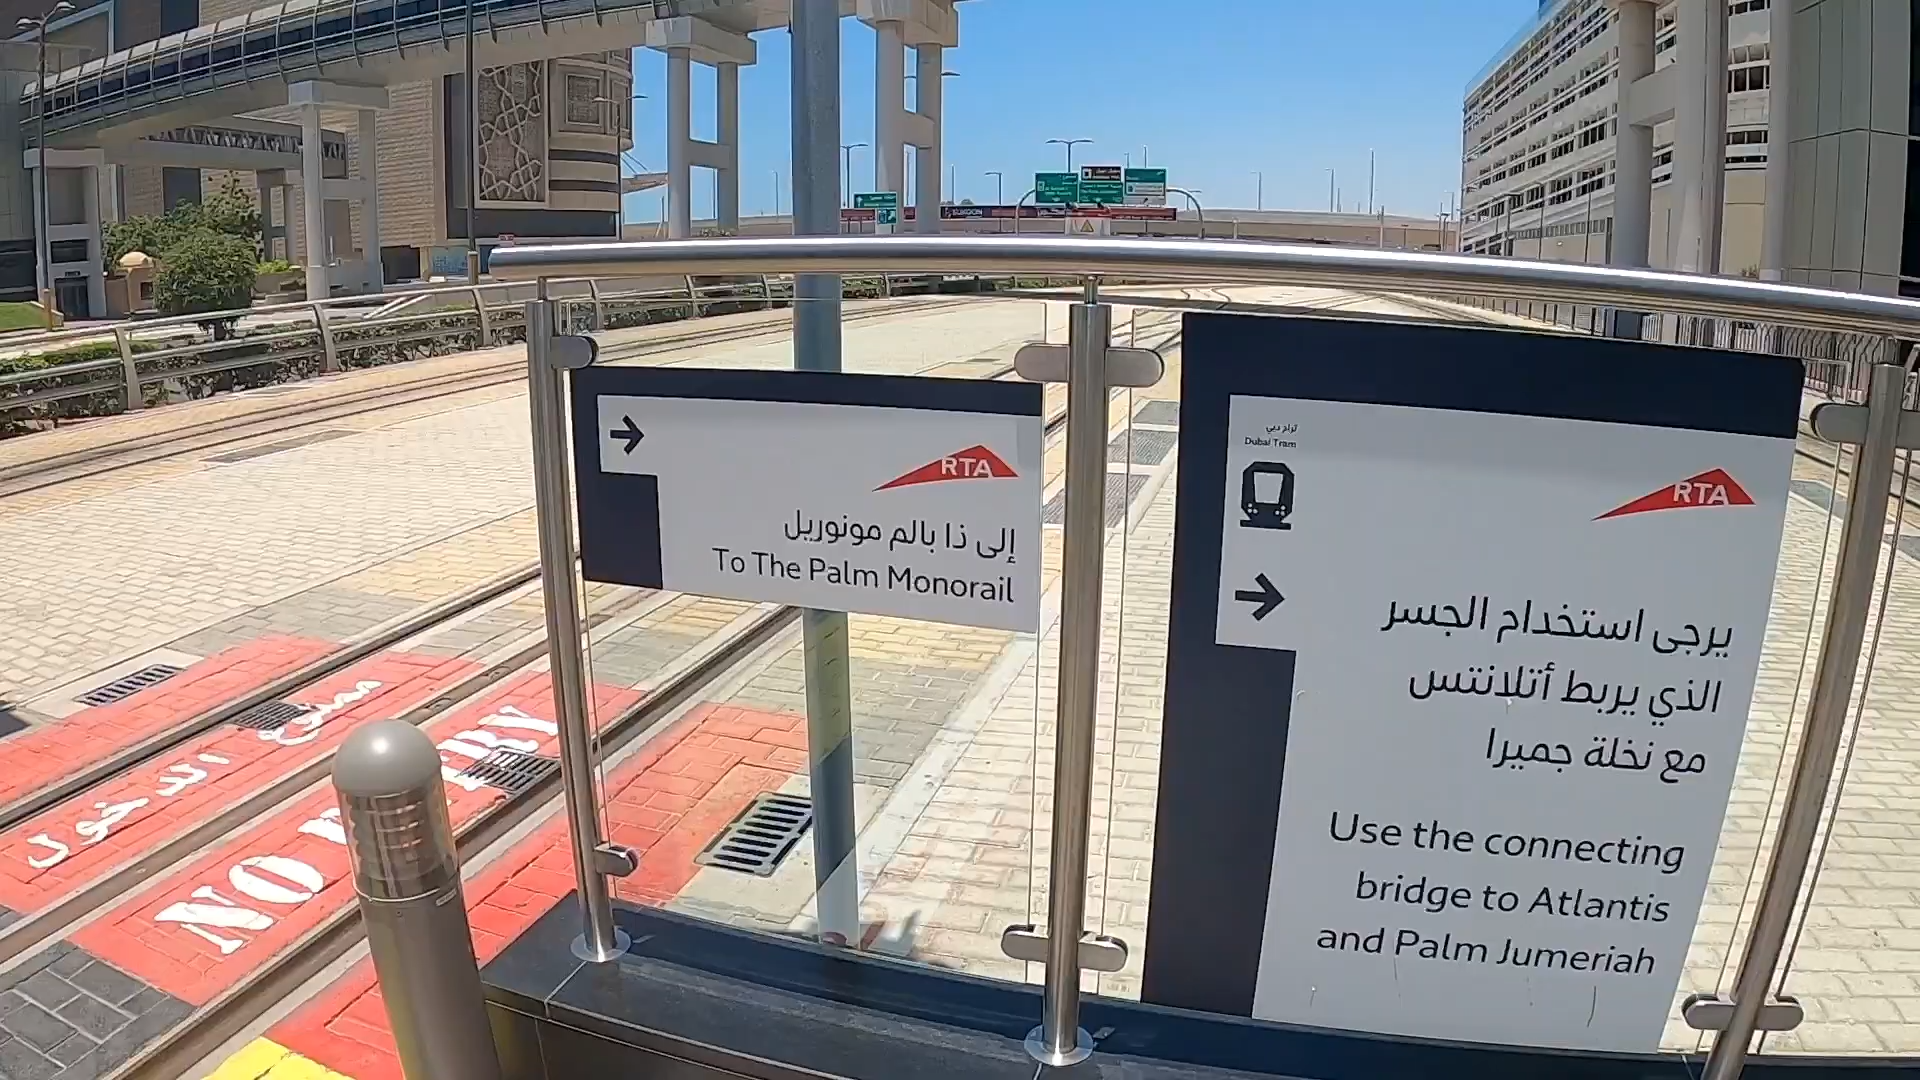 RTA
إلى ذا بالم مونوريل
To The Palm Monorail
ترام دبي
Dubai Tram
RTA
يرجى استخدام الجسر
الذي يربط أتلانتس
مع نخلة جميرا
Use the connecting
bridge to Atlantis
and Palm Jumeriah
ممنوع الدخول
NO